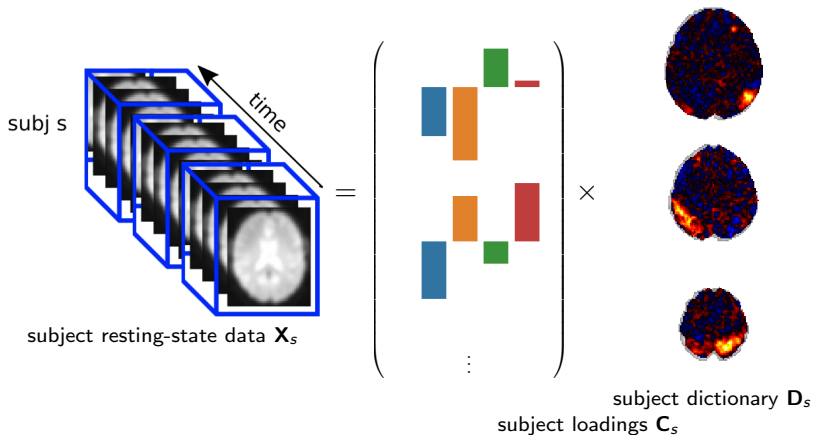 subj s
time
=
×
⋮
subject resting-state data X_s
subject dictionary D_s
subject loadings C_s